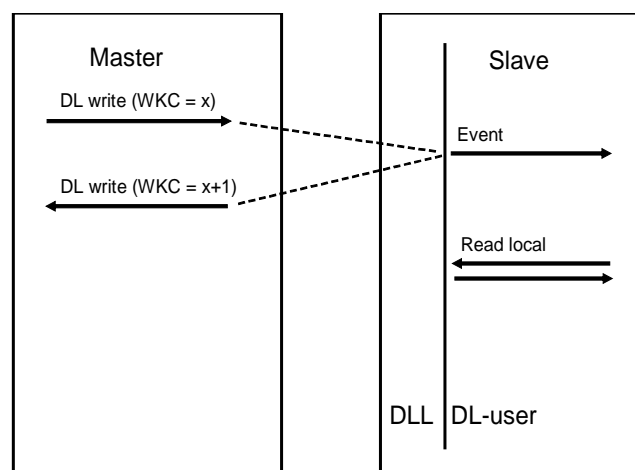 Master
Slave
DL write (WKC = x)
Event
DL write (WKC = x+1)
Read local
DLL
DL-user